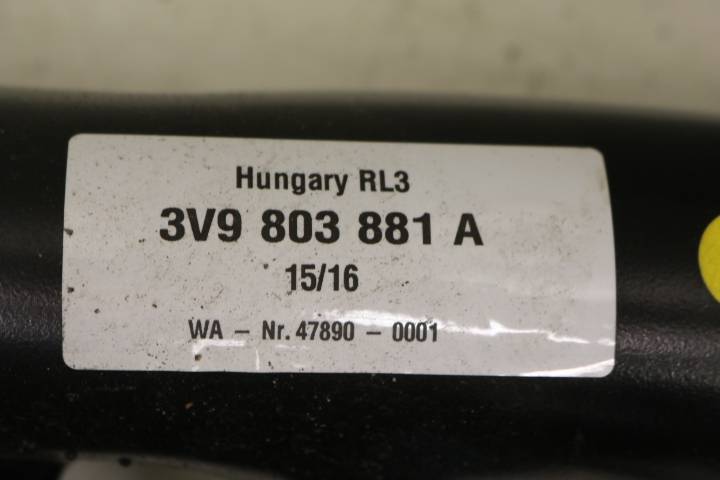 Hungary RL3
3V9 803 881 A
15/16
WA – Nr. 47890 – 0001